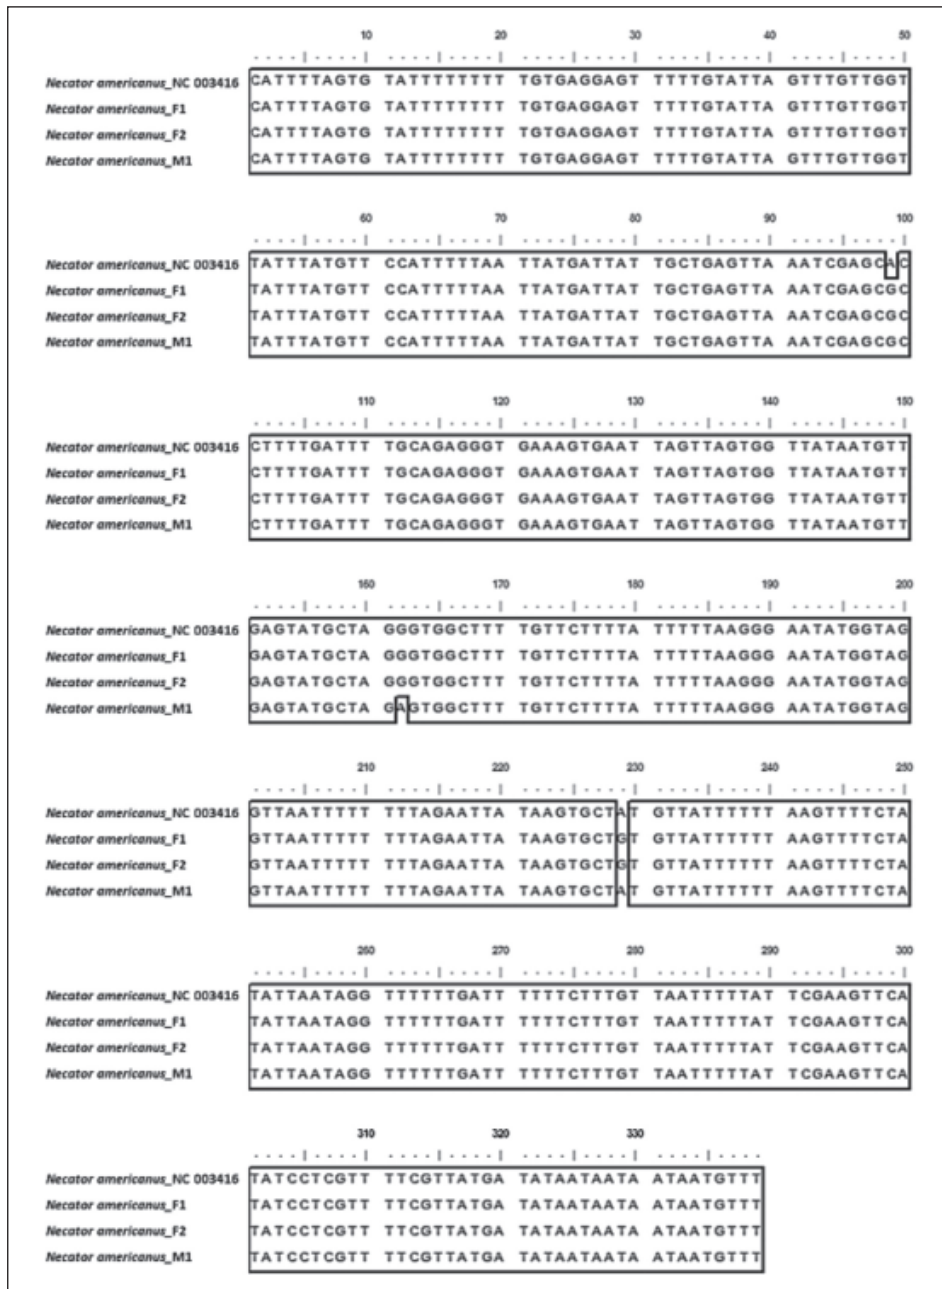 10 20 30 40 50
Necator americanus_NC 003416 CATTTTAGTG TATTTTTTTT TGTGAGGAGT TTTTGTATTA GTTTGTTGGT
Necator americanus_F1 CATTTTAGTG TATTTTTTTT TGTGAGGAGT TTTTGTATTA GTTTGTTGGT
Necator americanus_F2 CATTTTAGTG TATTTTTTTT TGTGAGGAGT TTTTGTATTA GTTTGTTGGT
Necator americanus_M1 CATTTTAGTG TATTTTTTTT TGTGAGGAGT TTTTGTATTA GTTTGTTGGT
60 70 80 90 100
Necator americanus_NC 003416 TATTTATGTT CCATTTTTAA TTATGATTAT TGCTGAGTTA AATCGAGCAC
Necator americanus_F1 TATTTATGTT CCATTTTTAA TTATGATTAT TGCTGAGTTA AATCGAGCGC
Necator americanus_F2 TATTTATGTT CCATTTTTAA TTATGATTAT TGCTGAGTTA AATCGAGCGC
Necator americanus_M1 TATTTATGTT CCATTTTTAA TTATGATTAT TGCTGAGTTA AATCGAGCGC
110 120 130 140 150
Necator americanus_NC 003416 CTTTTGATTT TGCAGAGGGT GAAAGTGAAT TAGTTAGTGG TTATAATGTT
Necator americanus_F1 CTTTTGATTT TGCAGAGGGT GAAAGTGAAT TAGTTAGTGG TTATAATGTT
Necator americanus_F2 CTTTTGATTT TGCAGAGGGT GAAAGTGAAT TAGTTAGTGG TTATAATGTT
Necator americanus_M1 CTTTTGATTT TGCAGAGGGT GAAAGTGAAT TAGTTAGTGG TTATAATGTT
160 170 180 190 200
Necator americanus_NC 003416 GAGTATGCTAG GGTGGCTTT TGTTCTTTTA TTTTTAAGGG AATATGGTAG
Necator americanus_F1 GAGTATGCTA GGGTGGCTTT TGTTCTTTTA TTTTTAAGGG AATATGGTAG
Necator americanus_F2 GAGTATGCTA GGGTGGCTTT TGTTCTTTTA TTTTTAAGGG AATATGGTAG
Necator americanus_M1 GAGTATGCTA GAGTGGCTTT TGTTCTTTTA TTTTTAAGGG AATATGGTAG
210 220 230 240 250
Necator americanus_NC 003416 GTTAATTTTT TTTAGAATTA TAAGTGCTAT GTTATTTTTT AAGTTTTCTA
Necator americanus_F1 GTTAATTTTT TTTAGAATTA TAAGTGCTGT GTTATTTTTT AAGTTTTCTA
Necator americanus_F2 GTTAATTTTT TTTAGAATTA TAAGTGCTGT GTTATTTTTT AAGTTTTCTA
Necator americanus_M1 GTTAATTTTT TTTAGAATTA TAAGTGCTAT GTTATTTTTT AAGTTTTCTA
260 270 280 290 300
Necator americanus_NC 003416 TATTAATAGG TTTTTTGATT TTTTCTTTGT TAATTTTTAT TCGAAGTTCA
Necator americanus_F1 TATTAATAGG TTTTTTGATT TTTTCTTTGT TAATTTTTAT TCGAAGTTCA
Necator americanus_F2 TATTAATAGG TTTTTTGATT TTTTCTTTGT TAATTTTTAT TCGAAGTTCA
Necator americanus_M1 TATTAATAGG TTTTTTGATT TTTTCTTTGT TAATTTTTAT TCGAAGTTCA
310 320 330
Necator americanus_NC 003416 TATCCTCGTT TTCGTTATGA TATAATAATA ATAATGTTT
Necator americanus_F1 TATCCTCGTT TTCGTTATGA TATAATAATA ATAATGTTT
Necator americanus_F2 TATCCTCGTT TTCGTTATGA TATAATAATA ATAATGTTT
Necator americanus_M1 TATCCTCGTT TTCGTTATGA TATAATAATA ATAATGTTT